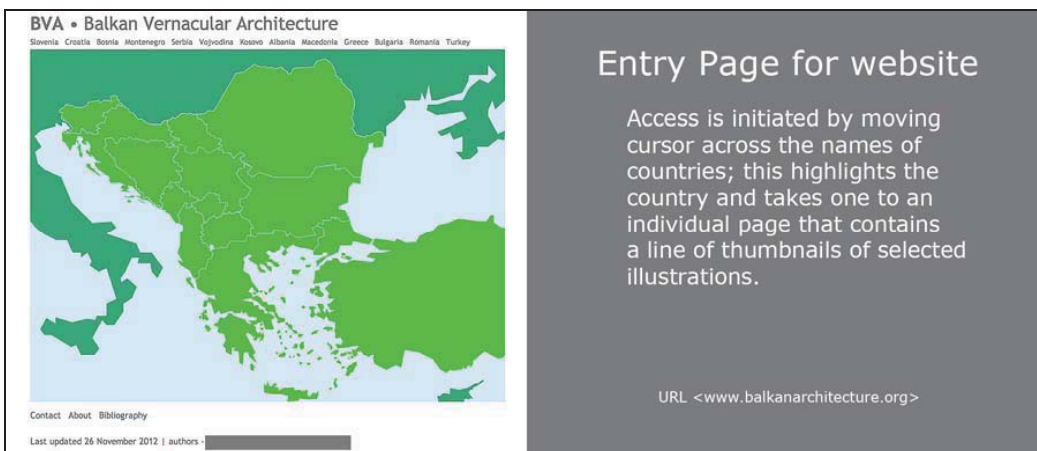 BVA • Balkan Vernacular Architecture
Slovenia Croatia Bosnia Montenegro Serbia Vojvodina Kosovo Albania Macedonia Greece Bulgaria Romania Turkey
Contact About Bibliography
Last updated 26 November 2012 | authors -
Entry Page for website
Access is initiated by moving
cursor across the names of
countries; this highlights the
country and takes one to an
individual page that contains
a line of thumbnails of selected
illustrations.
URL <www.balkanarchitecture.org>